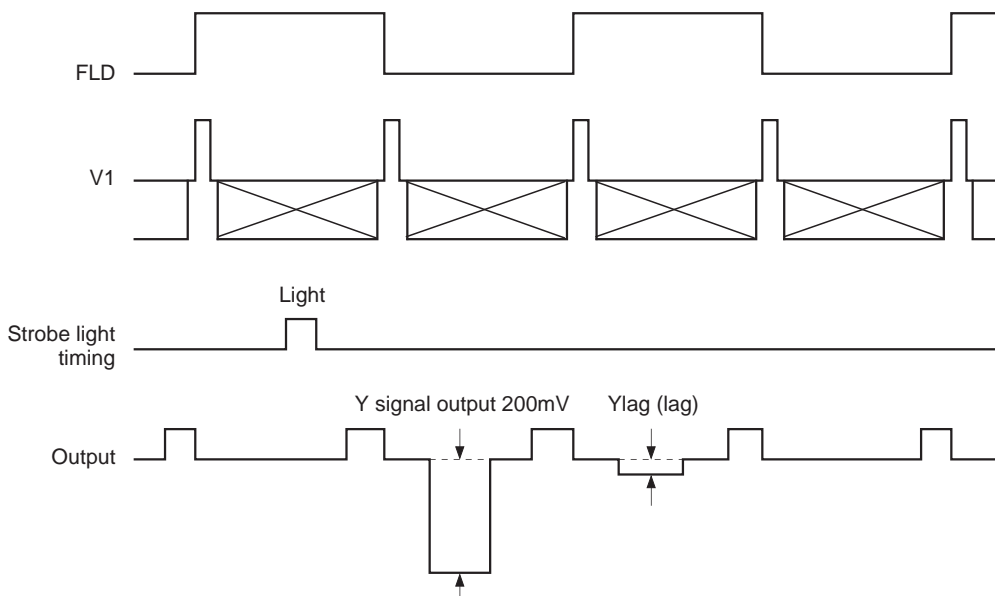 FLD
V1
Light
Strobe light
timing
Y signal output 200mV
Ylag (lag)
Output